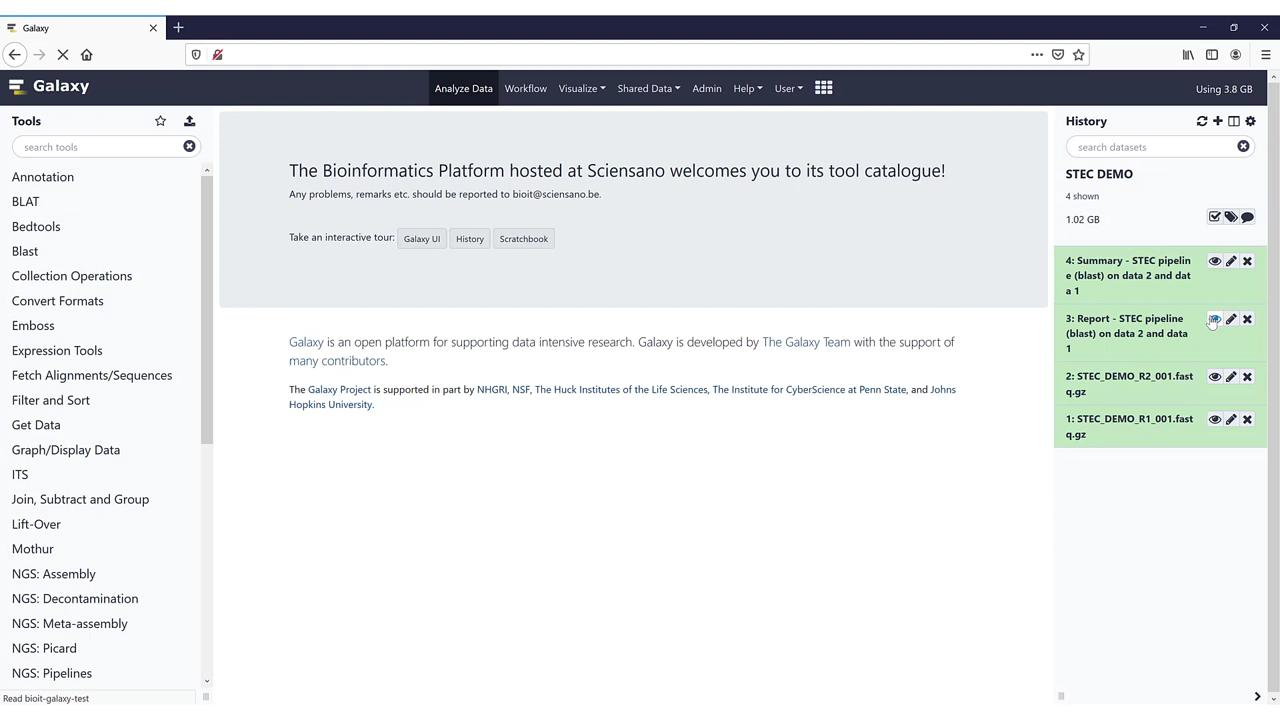 Galaxy
Galaxy
Analyze Data
Workflow
Visualize
Shared Data
Admin
Help
User
Using 3.8 GB
Tools
search tools
Annotation
BLAT
Bedtools
Blast
Collection Operations
Convert Formats
Emboss
Expression Tools
Fetch Alignments/Sequences
Filter and Sort
Get Data
Graph/Display Data
ITS
Join, Subtract and Group
Lift-Over
Mothur
NGS: Assembly
NGS: Decontamination
NGS: Meta-assembly
NGS: Picard
NGS: Pipelines
Read bioit-galaxy-test
The Bioinformatics Platform hosted at Sciensano welcomes you to its tool catalogue!
Any problems, remarks etc. should be reported to bioit@sciensano.be.
Take an interactive tour: Galaxy UI History Scratchbook
Galaxy is an open platform for supporting data intensive research. Galaxy is developed by The Galaxy Team with the support of
many contributors.
The Galaxy Project is supported in part by NHGRI, NSF, The Huck Institutes of the Life Sciences, The Institute for CyberScience at Penn State, and Johns
Hopkins University.
History
search datasets
STEC DEMO
4 shown
1.02 GB
4: Summary - STEC pipelin
e (blast) on data 2 and dat
a 1
3: Report - STEC pipeline
(blast) on data 2 and data
1
2: STEC_DEMO_R2_001.fast
q.gz
1: STEC_DEMO_R1_001.fast
q.gz